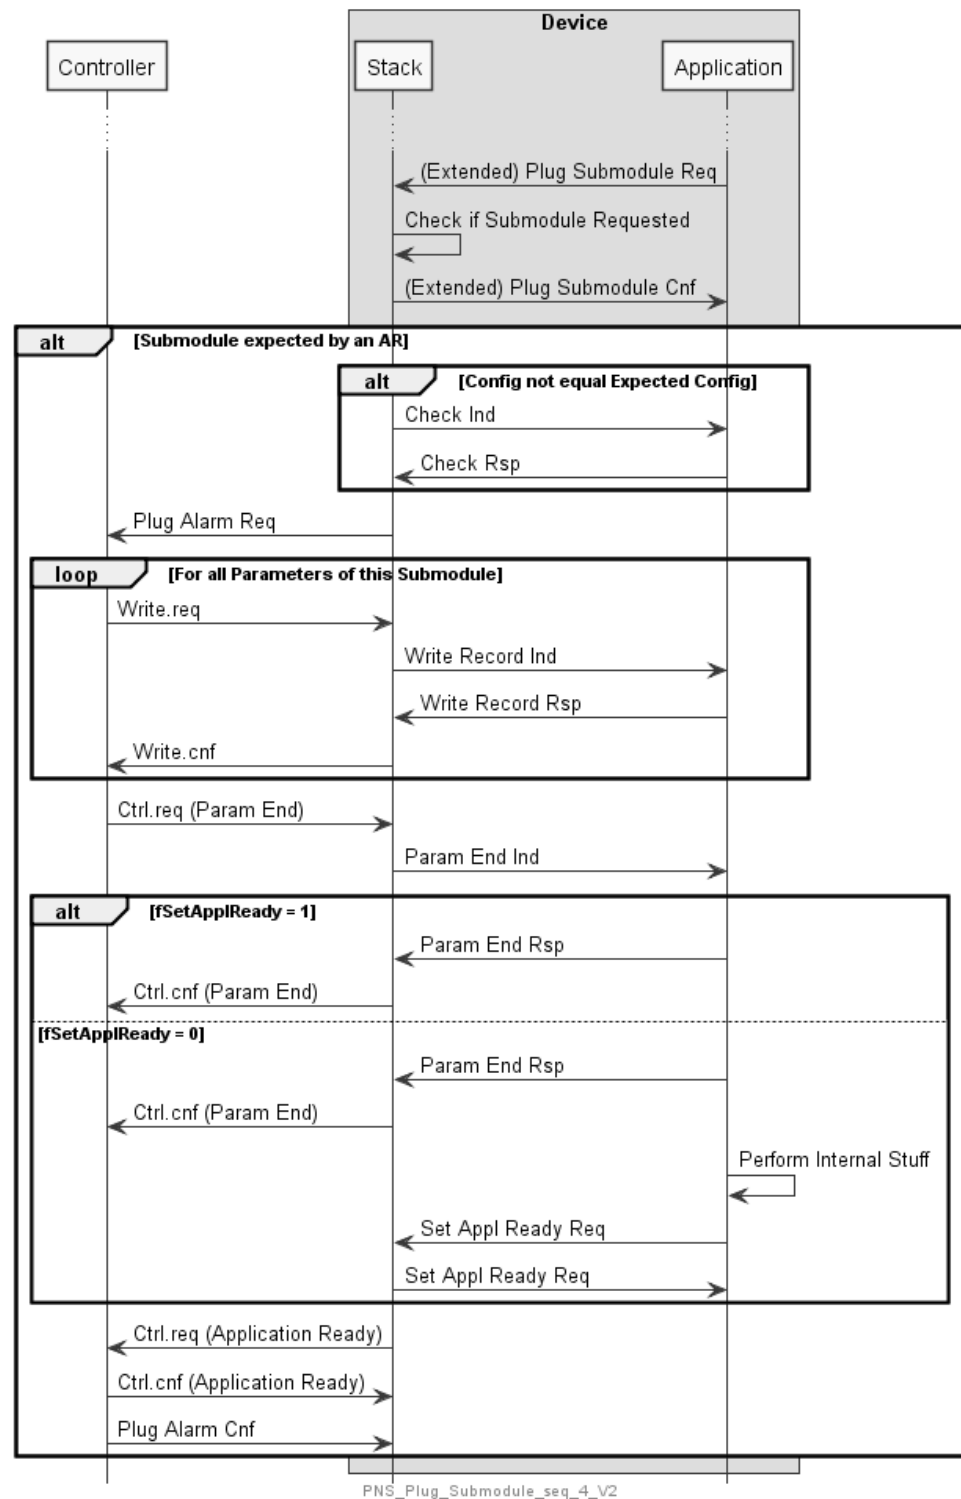 Device
Controller
Stack
Application
(Extended) Plug Submodule Req
Check if Submodule Requested
(Extended) Plug Submodule Cnf
alt [Submodule expected by an AR]
alt [Config not equal Expected Config]
Check Ind
Check Rsp
Plug Alarm Req
loop [For all Parameters of this Submodule]
Write.req
Write Record Ind
Write Record Rsp
Write.cnf
Ctrl.req (Param End)
Param End Ind
alt [fSetApplReady = 1]
Param End Rsp
Ctrl.cnf (Param End)
[fSetApplReady = 0]
Param End Rsp
Ctrl.cnf (Param End)
Perform Internal Stuff
Set Appl Ready Req
Set Appl Ready Req
Ctrl.req (Application Ready)
Ctrl.cnf (Application Ready)
Plug Alarm Cnf
PNS_Plug_Submodule_seq_4_V2